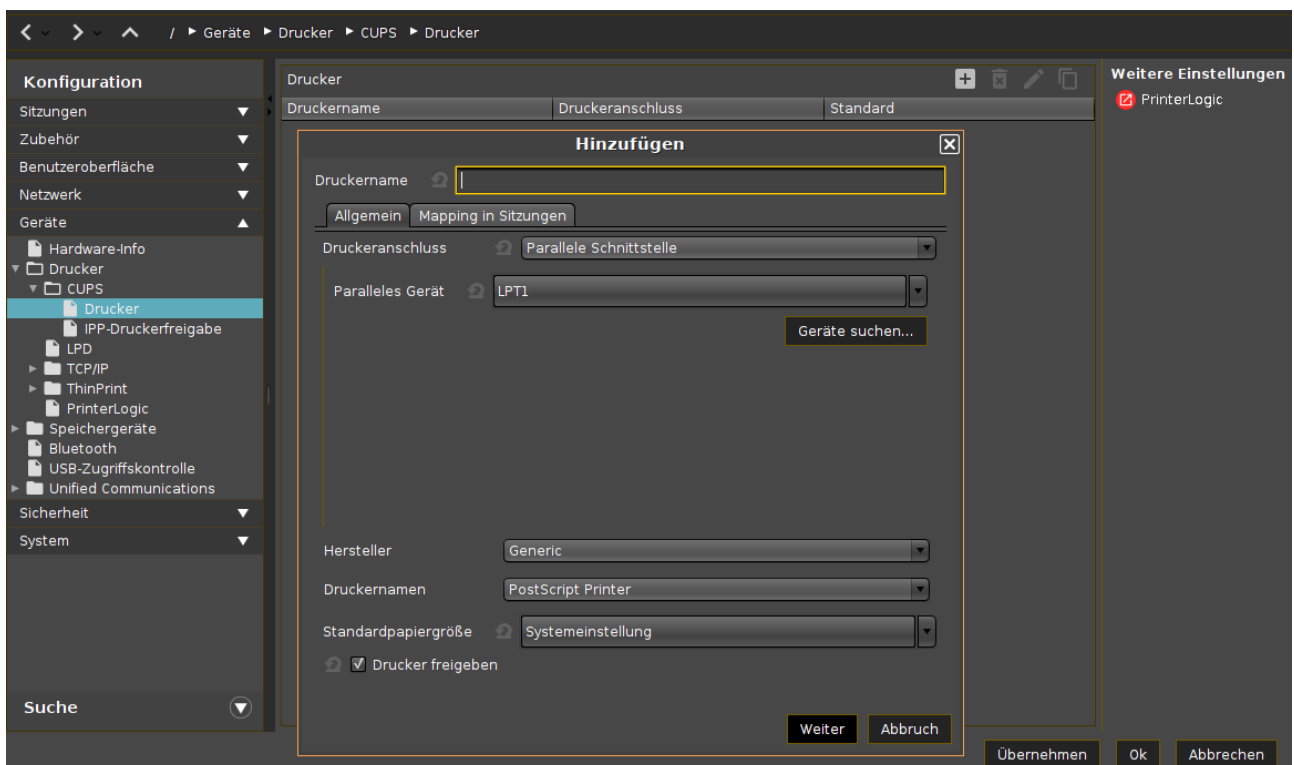 / Geräte Drucker CUPS Drucker
Konfiguration
Sitzungen
Zubehör
Benutzeroberfläche
Netzwerk
Geräte
Hardware-Info
Drucker
CUPS
Drucker
IPP-Druckerfreigabe
LPD
TCP/IP
ThinPrint
PrinterLogic
Speichergeräte
Bluetooth
USB-Zugriffskontrolle
Unified Communications
Sicherheit
System
Suche
Drucker
Druckername Druckeranschluss Standard
Hinzufügen
Druckername
Allgemein Mapping in Sitzungen
Druckeranschluss Parallele Schnittstelle
Paralleles Gerät LPT1
Geräte suchen...
Hersteller Generic
Druckernamen PostScript Printer
Standardpapiergröße Systemeinstellung
Drucker freigeben
Weiter Abbruch
Weitere Einstellungen
PrinterLogic
Übernehmen Ok Abbrechen